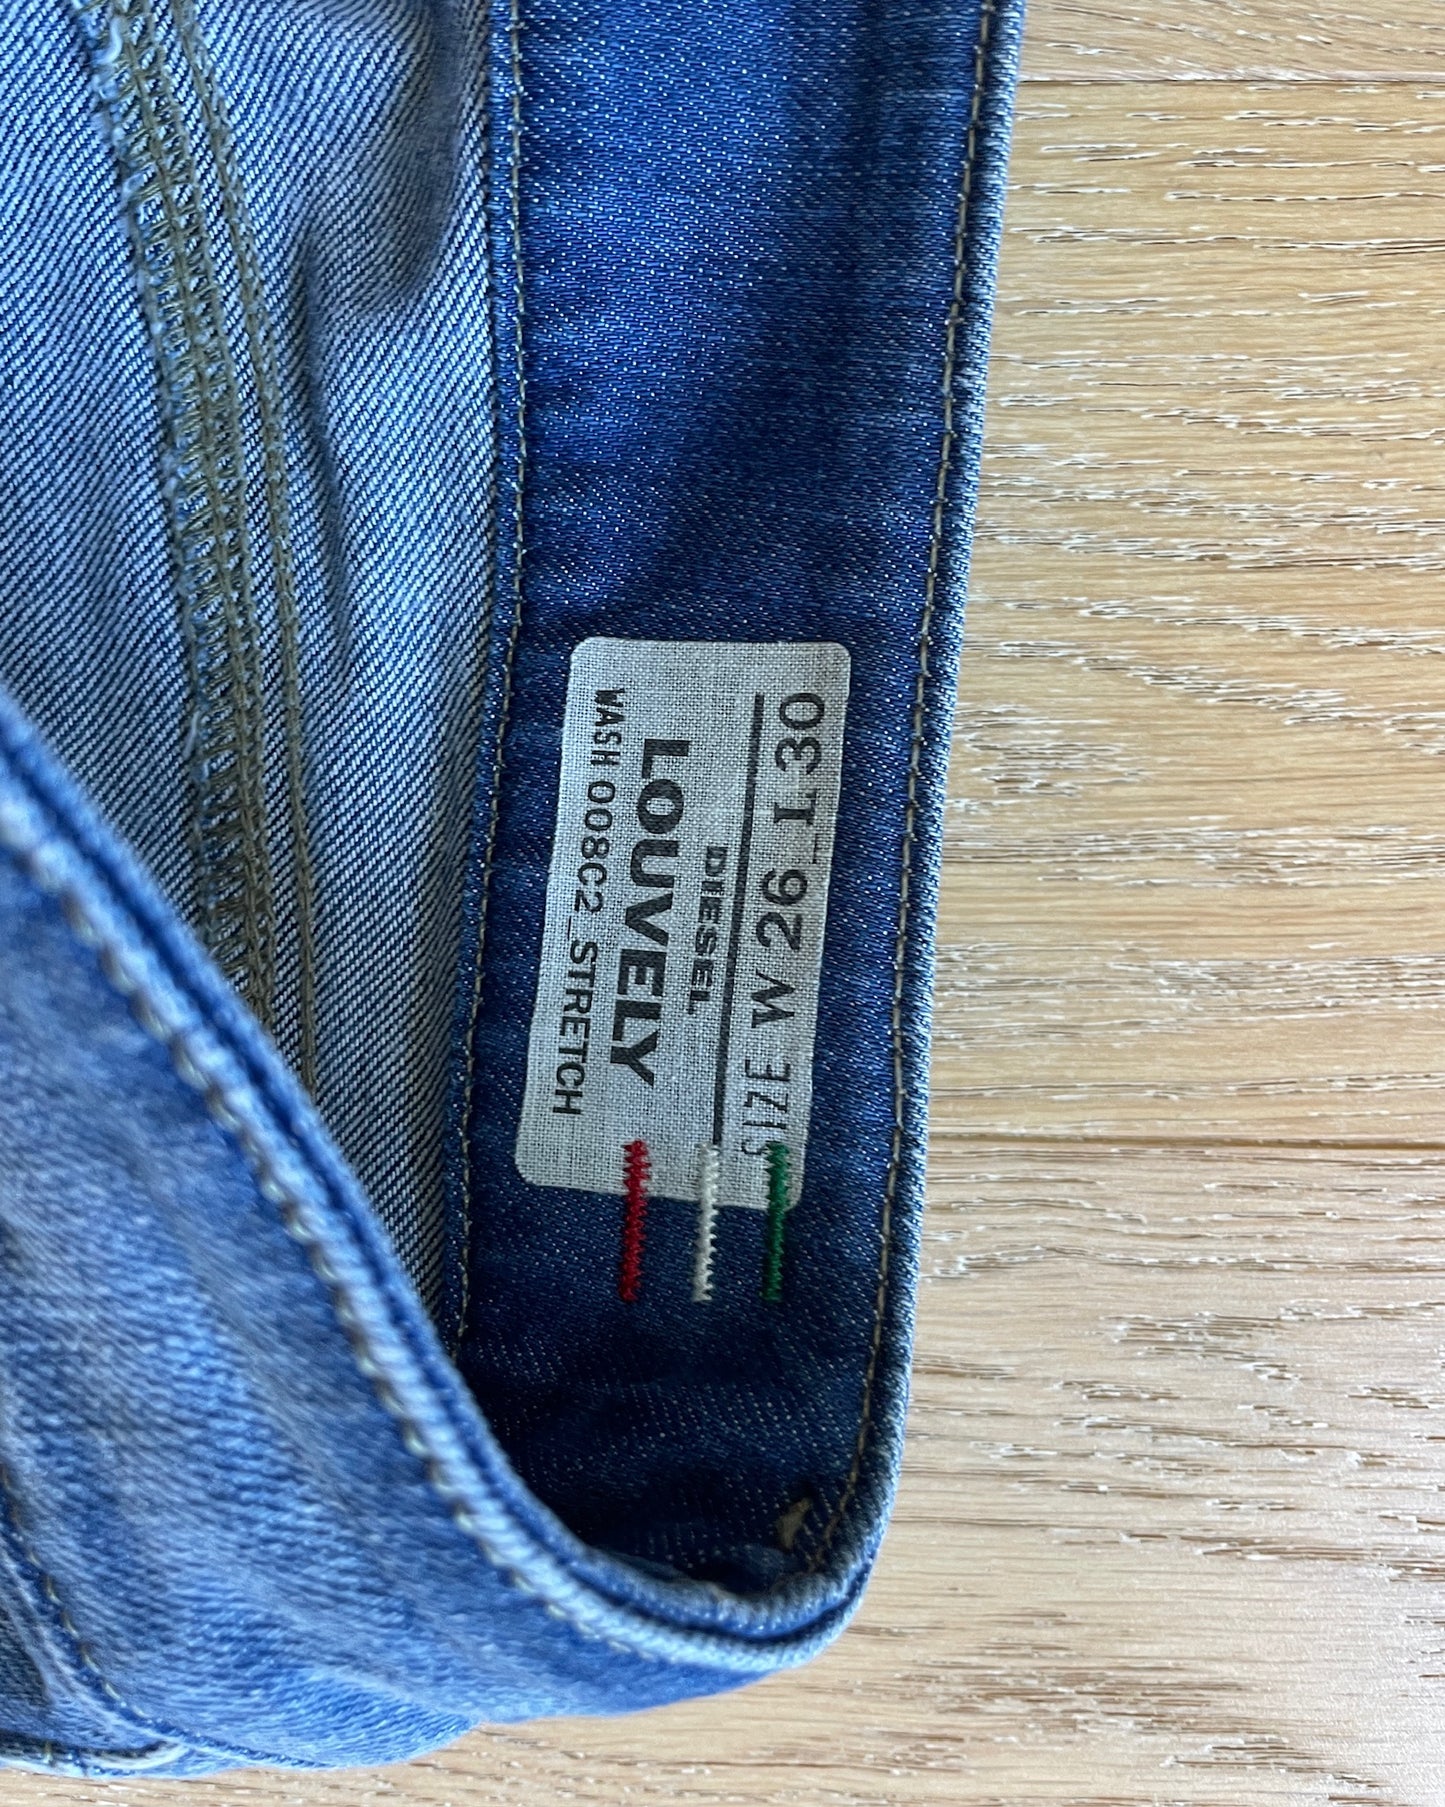 SIZE W 26 L 30
DIESEL
LOUVELY
WASH 008C2_STRETCH